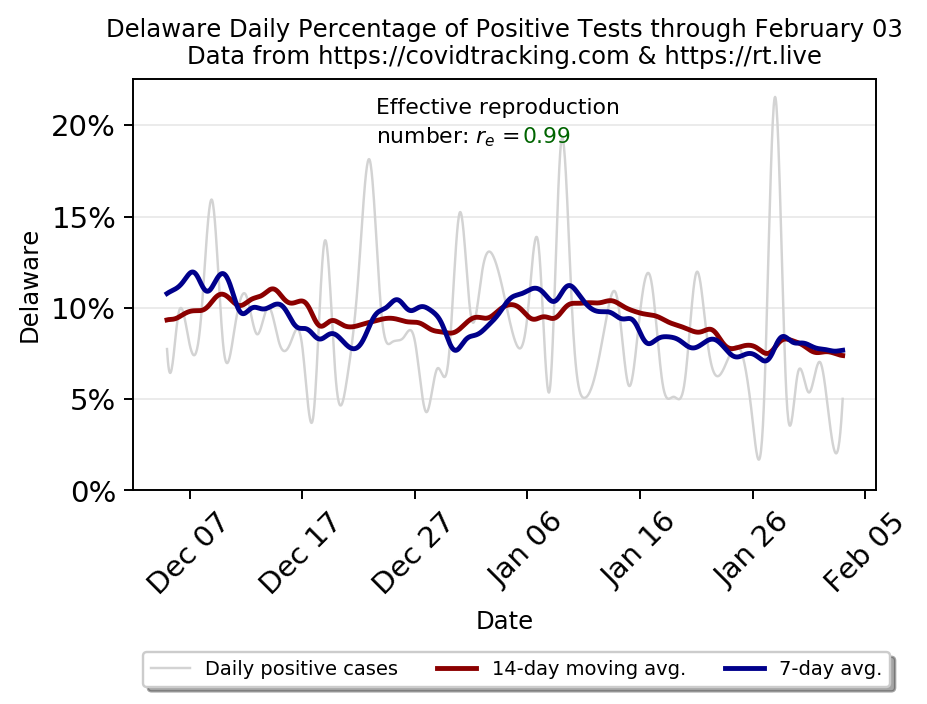 Delaware Daily Percentage of Positive Tests through February 03
Data from https://covidtracking.com & https://rt.live
Effective reproduction
number: rₑ = 0.99
20%
15%
10%
5%
0%
Delaware
Dec 07
Dec 17
Dec 27
Jan 06
Jan 16
Jan 26
Feb 05
Date
Daily positive cases
14-day moving avg.
7-day avg.